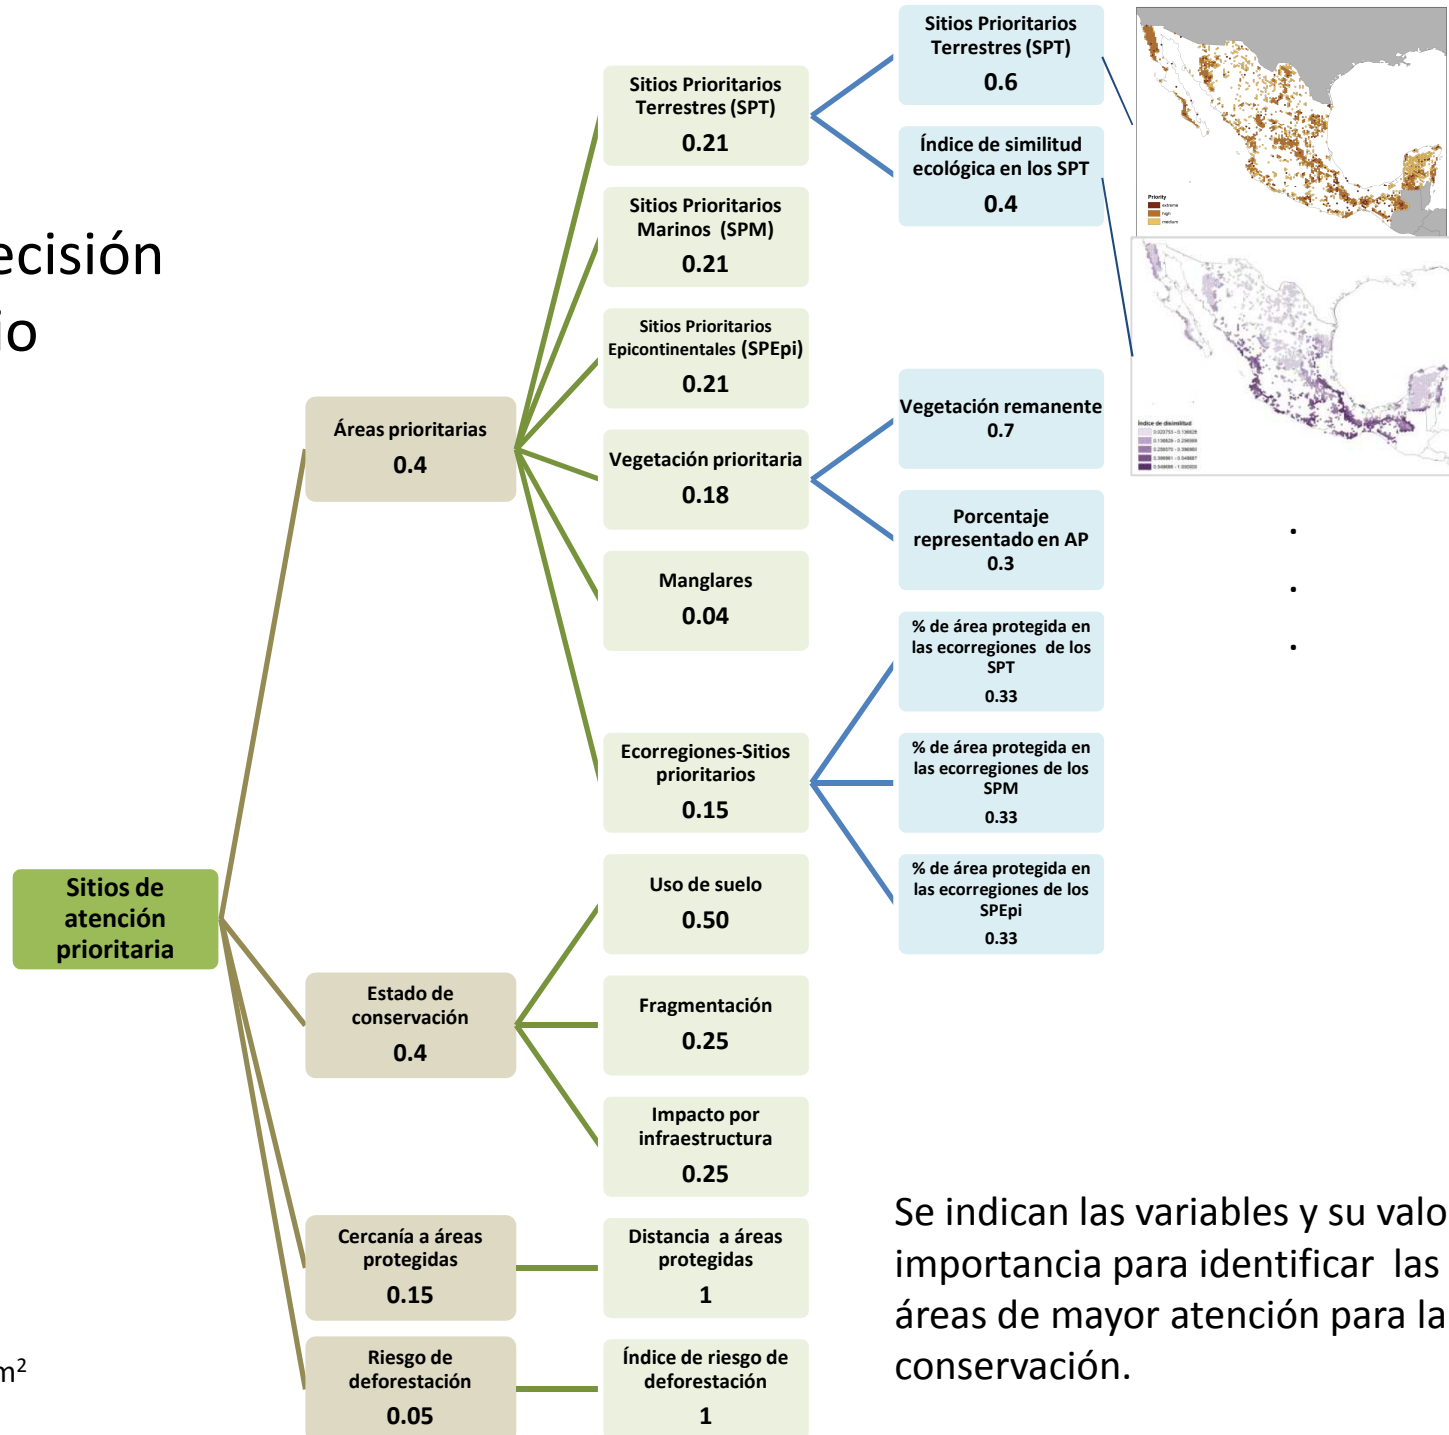 ecisión
io
Sitios de
atención
prioritaria
Áreas prioritarias
0.4
Estado de
conservación
0.4
Cercanía a áreas
protegidas
0.15
Riesgo de
deforestación
0.05
Sitios Prioritarios
Terrestres (SPT)
0.21
Sitios Prioritarios
Marinos (SPM)
0.21
Sitios Prioritarios
Epicontinentales (SPEpi)
0.21
Vegetación prioritaria
0.18
Manglares
0.04
Ecorregiones-Sitios
prioritarios
0.15
Uso de suelo
0.50
Fragmentación
0.25
Impacto por
infraestructura
0.25
Distancia a áreas
protegidas
1
Índice de riesgo de
deforestación
1
Sitios Prioritarios
Terrestres (SPT)
0.6
Índice de similitud
ecológica en los SPT
0.4
Vegetación remanente
0.7
Porcentaje
representado en AP
0.3
% de área protegida en
las ecorregiones de los
SPT
0.33
% de área protegida en
las ecorregiones de los
SPM
0.33
% de área protegida en
las ecorregiones de los
SPEpi
0.33
Priority
extreme
high
medium
Índice de disimilitud
.
.
.
Se indican las variables y su valo
importancia para identificar las
áreas de mayor atención para la
conservación.
m²